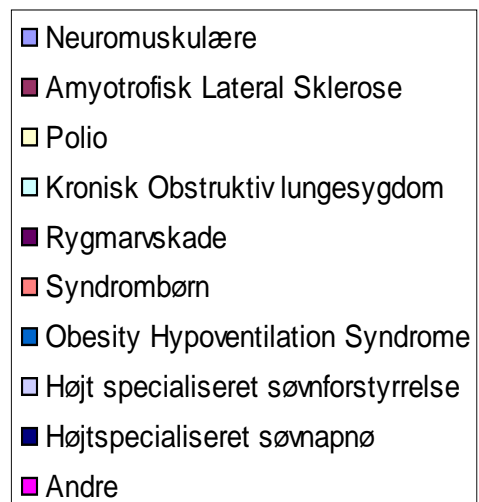 Neuromuskulære
Amyotrofisk Lateral Sklerose
Polio
Kronisk Obstruktiv lungesygdom
Rygmarvskade
Syndrombørn
Obesity Hypoventilation Syndrome
Højt specialiseret søvnforstyrrelse
Højtspecialiseret søvnapnø
Andre